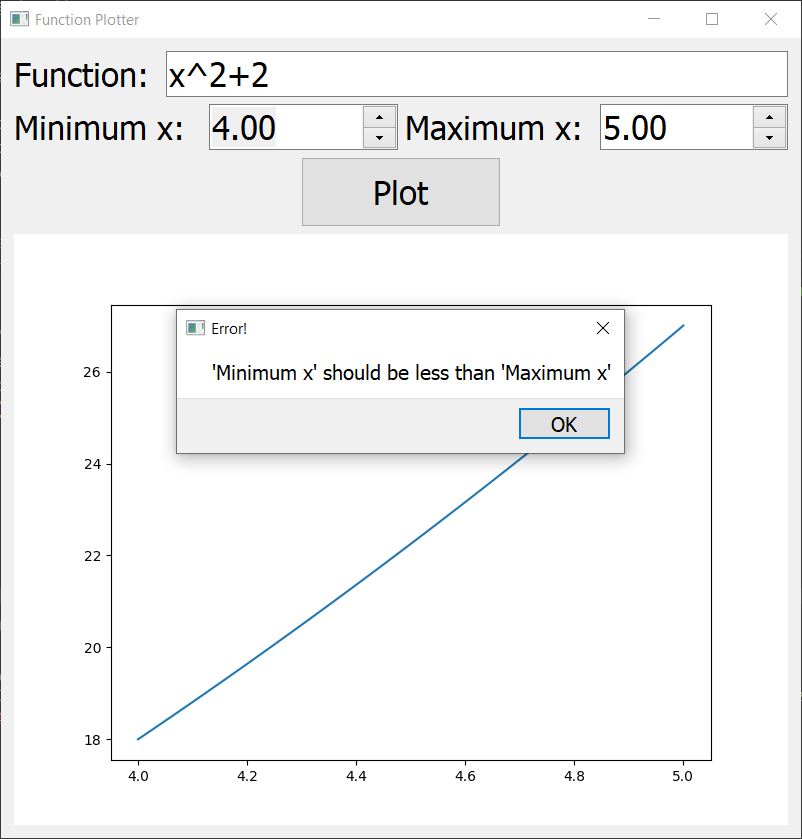 Function Plotter
Function: x^2+2
Minimum x: 4.00 Maximum x: 5.00
Plot
Error!
'Minimum x' should be less than 'Maximum x'
OK
26
24
22
20
18
4.0 4.2 4.4 4.6 4.8 5.0